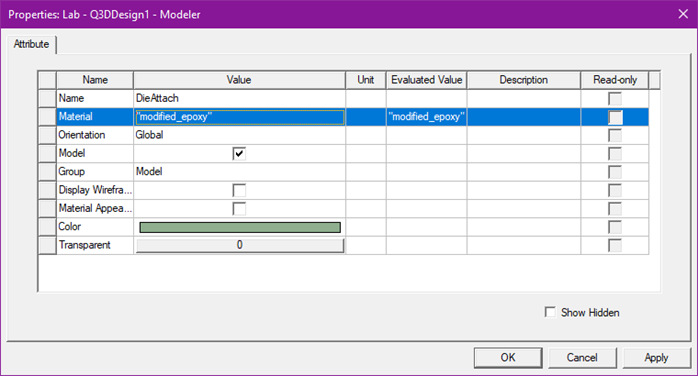 Properties: Lab - Q3DDesign1 - Modeler
Attribute
Name Value Unit Evaluated Value Description Read-only
Name DieAttach
Material "modified_epoxy" "modified_epoxy"
Orientation Global
Model
Group Model
Display Wirefra...
Material Appea...
Color
Transparent 0
Show Hidden
OK Cancel Apply